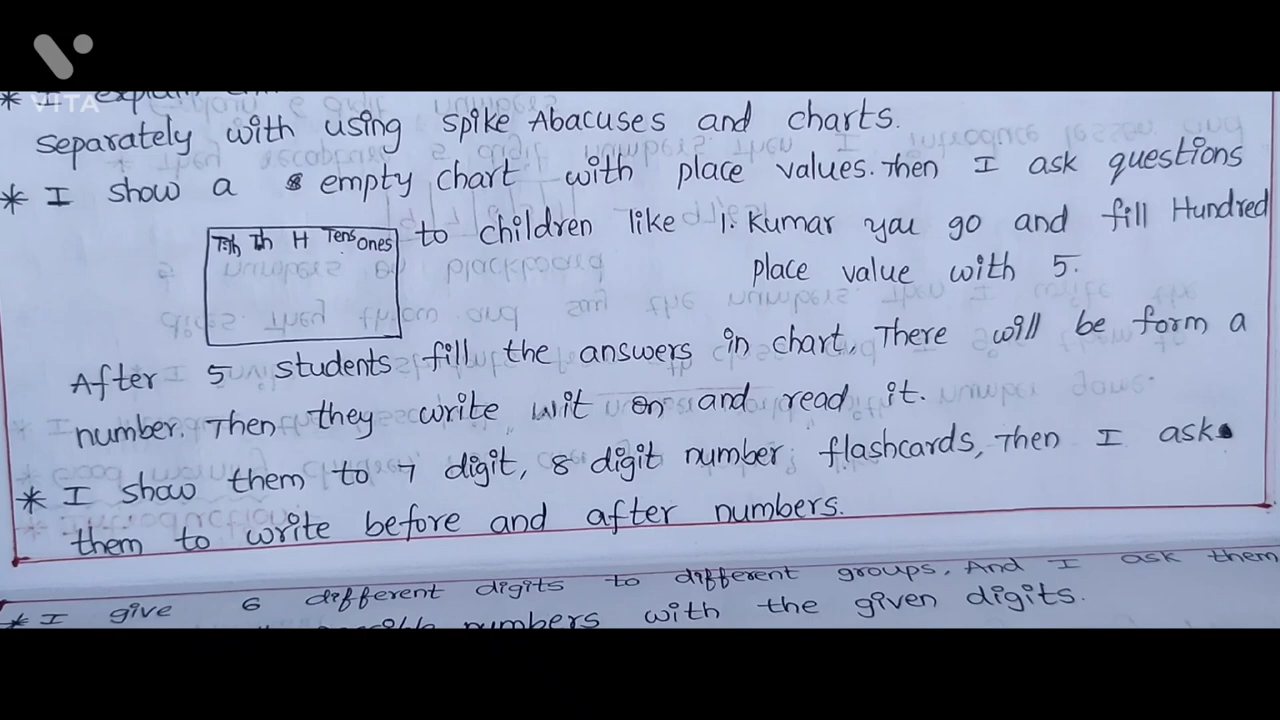 VITA
* I explain
separately with using spike Abacuses and charts.
* I show a empty chart with place values. Then I ask questions
T.Th Th H Tens Ones
to children like 1. Kumar you go and fill Hundred
place value with 5.
After 5 students fill the answers in chart, There will be form a
number. Then they write wit on and read it.
* I show them to 7 digit, 8 digit number flashcards, Then I ask
them to write before and after numbers.
* I give 6 different digits to different groups. And I ask them
numbers with the given digits.